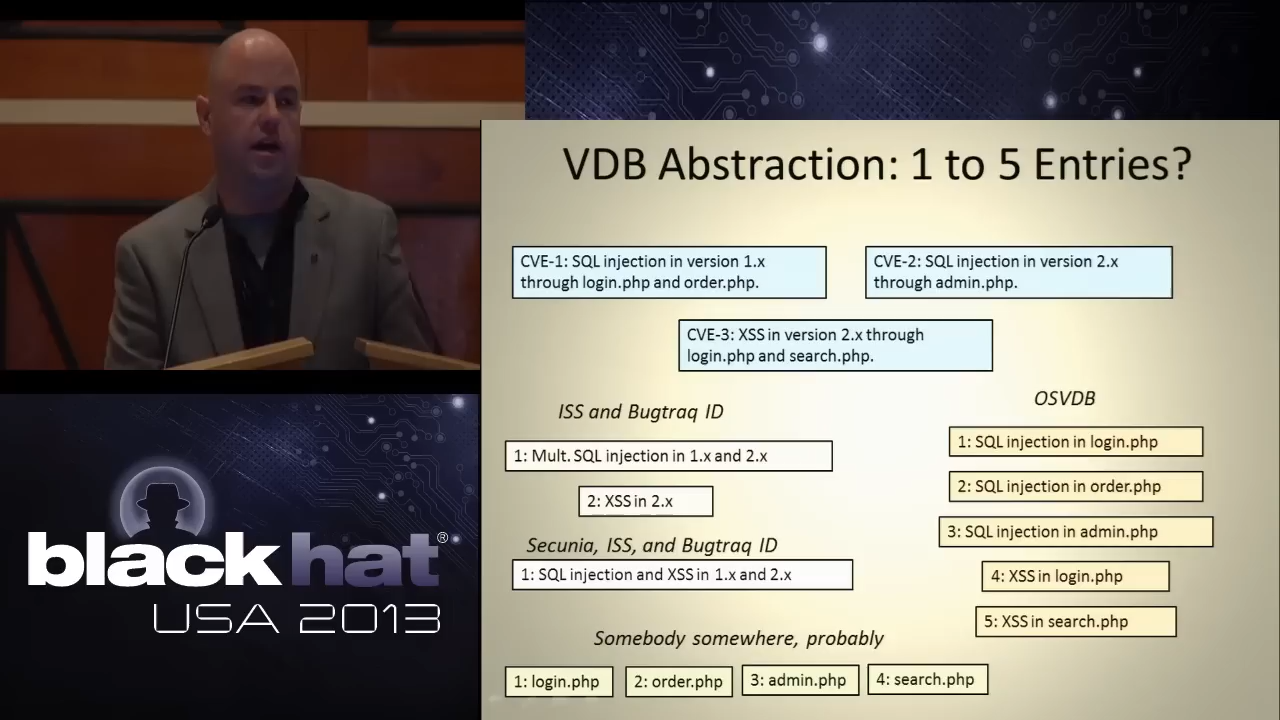 VDB Abstraction: 1 to 5 Entries?
CVE-1: SQL injection in version 1.x
through login.php and order.php.
CVE-2: SQL injection in version 2.x
through admin.php.
CVE-3: XSS in version 2.x through
login.php and search.php.
ISS and Bugtraq ID
1: Mult. SQL injection in 1.x and 2.x
2: XSS in 2.x
Secunia, ISS, and Bugtraq ID
1: SQL injection and XSS in 1.x and 2.x
OSVDB
1: SQL injection in login.php
2: SQL injection in order.php
3: SQL injection in admin.php
4: XSS in login.php
5: XSS in search.php
Somebody somewhere, probably
1: login.php
2: order.php
3: admin.php
4: search.php
blackhat®
USA 2013